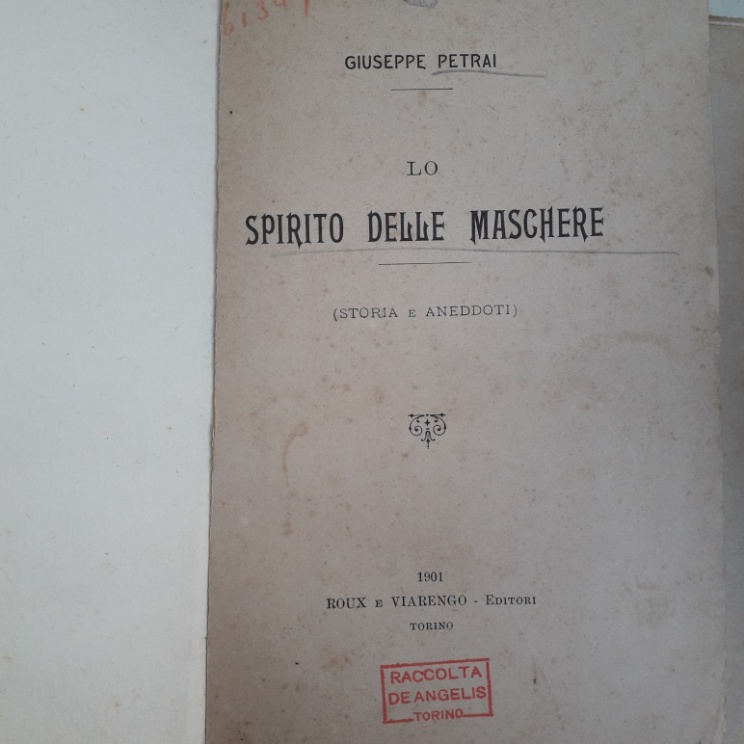 GIUSEPPE PETRAI
LO
SPIRITO DELLE MASCHERE
(STORIA E ANEDDOTI)
1901
ROUX E VIARENGO - EDITORI
TORINO
RACCOLTA
DE ANGELIS
TORINO